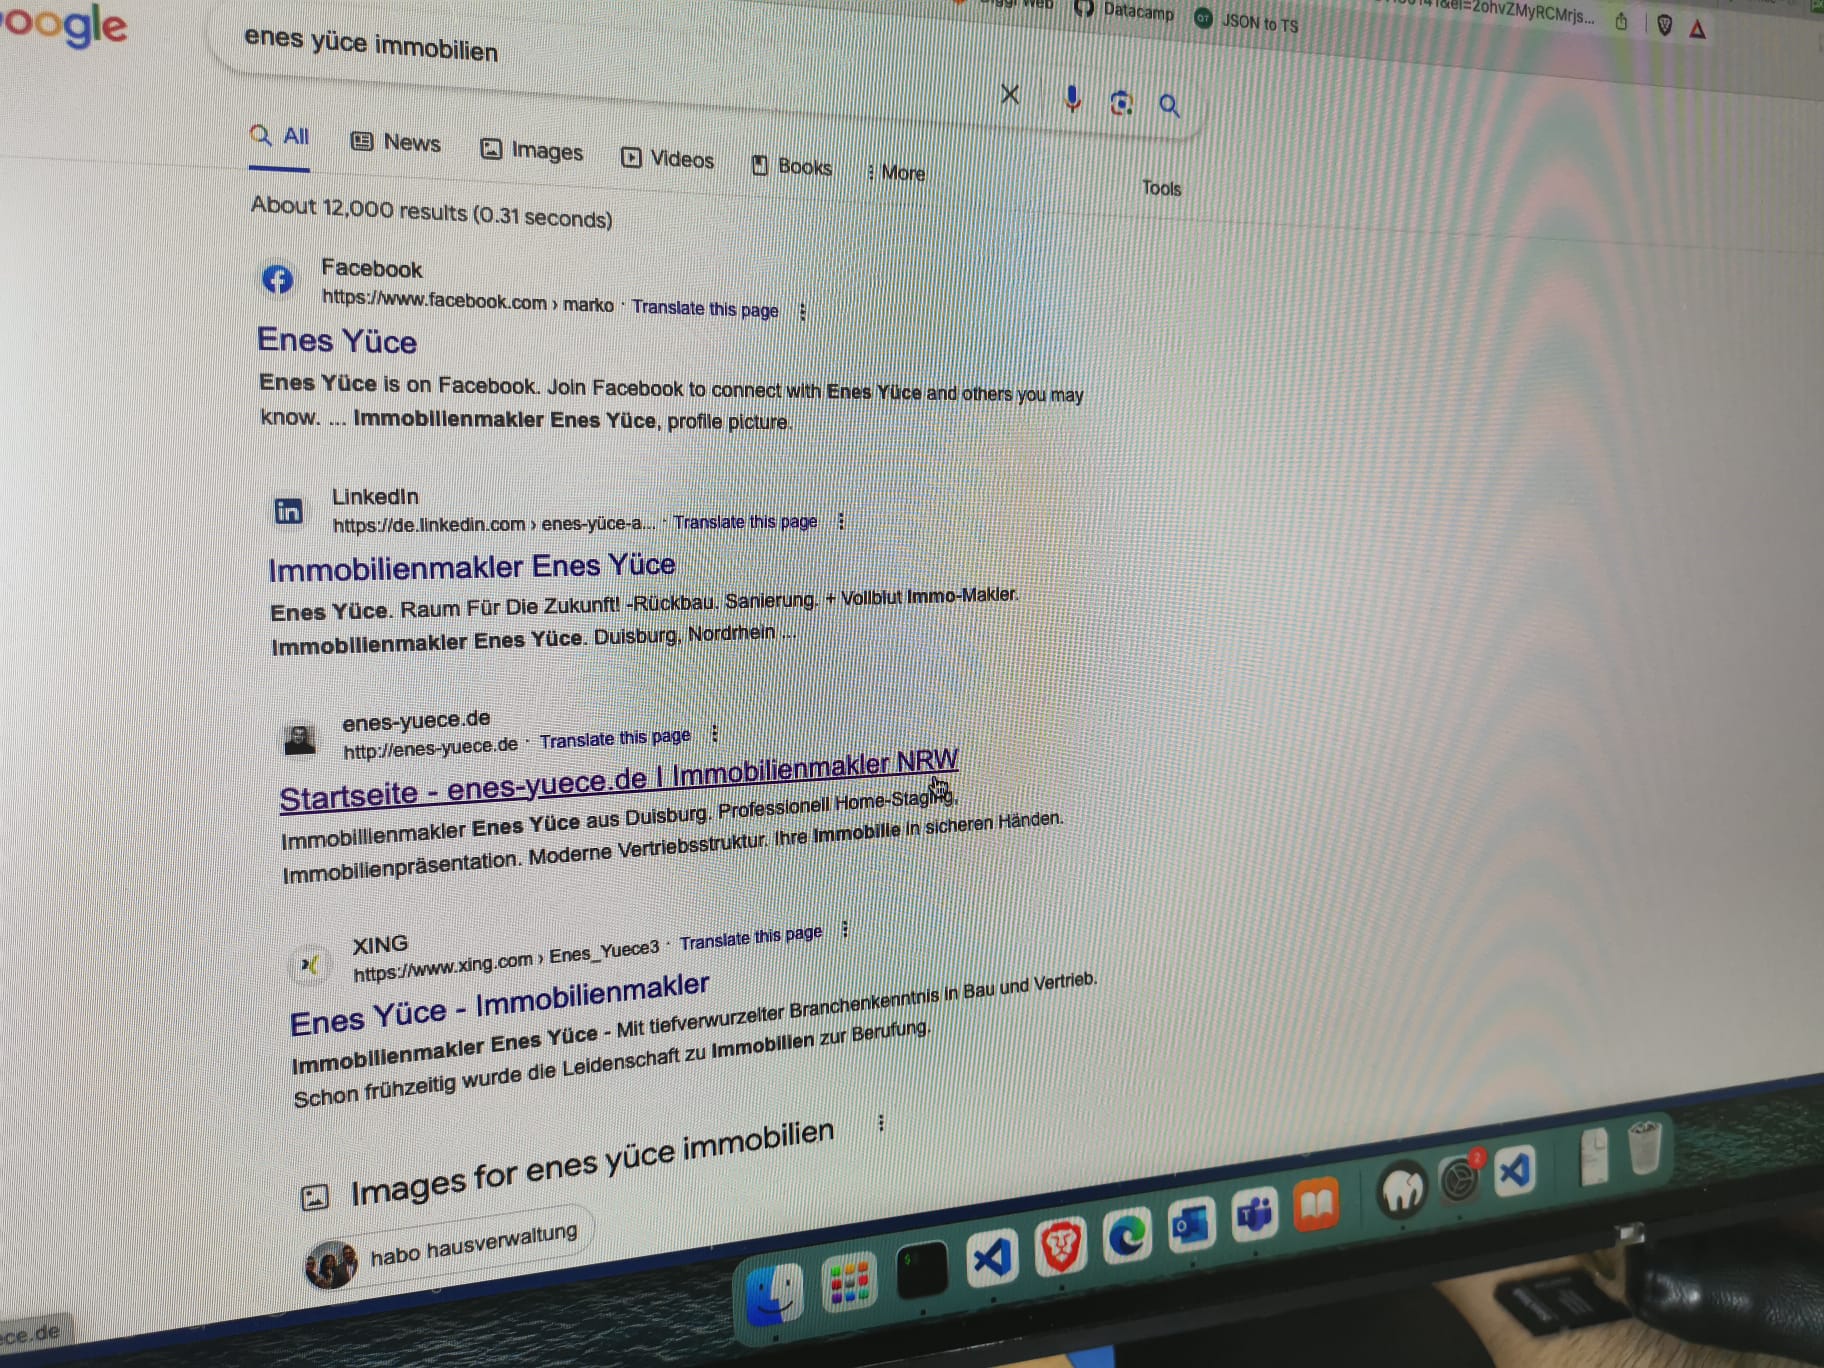 Datacamp
JSON to TS
oogle
enes yüce immobilien
All
News
Images
Videos
Books
More
Tools
About 12,000 results (0.31 seconds)
Facebook
https://www.facebook.com › marko · Translate this page
Enes Yüce
Enes Yüce is on Facebook. Join Facebook to connect with Enes Yüce and others you may
know. ... Immobilienmakler Enes Yüce, profile picture.
LinkedIn
https://de.linkedin.com › enes-yüce-a... · Translate this page
Immobilienmakler Enes Yüce
Enes Yüce. Raum Für Die Zukunft! -Rückbau. Sanierung. + Vollblut Immo-Makler.
Immobilienmakler Enes Yüce. Duisburg, Nordrhein ...
enes-yuece.de
http://enes-yuece.de · Translate this page
Startseite - enes-yuece.de I Immobilienmakler NRW
Immobililenmakler Enes Yüce aus Duisburg. Professionell Home-Staging.
Immobilienpräsentation. Moderne Vertriebsstruktur. Ihre Immobilie in sicheren Händen.
XING
https://www.xing.com › Enes_Yuece3 · Translate this page
Enes Yüce - Immobilienmakler
Immobilienmakler Enes Yüce - Mit tiefverwurzelter Branchenkenntnis in Bau und Vertrieb.
Schon frühzeitig wurde die Leidenschaft zu Immobilien zur Berufung.
Images for enes yüce immobilien
habo hausverwaltung
ece.de
2